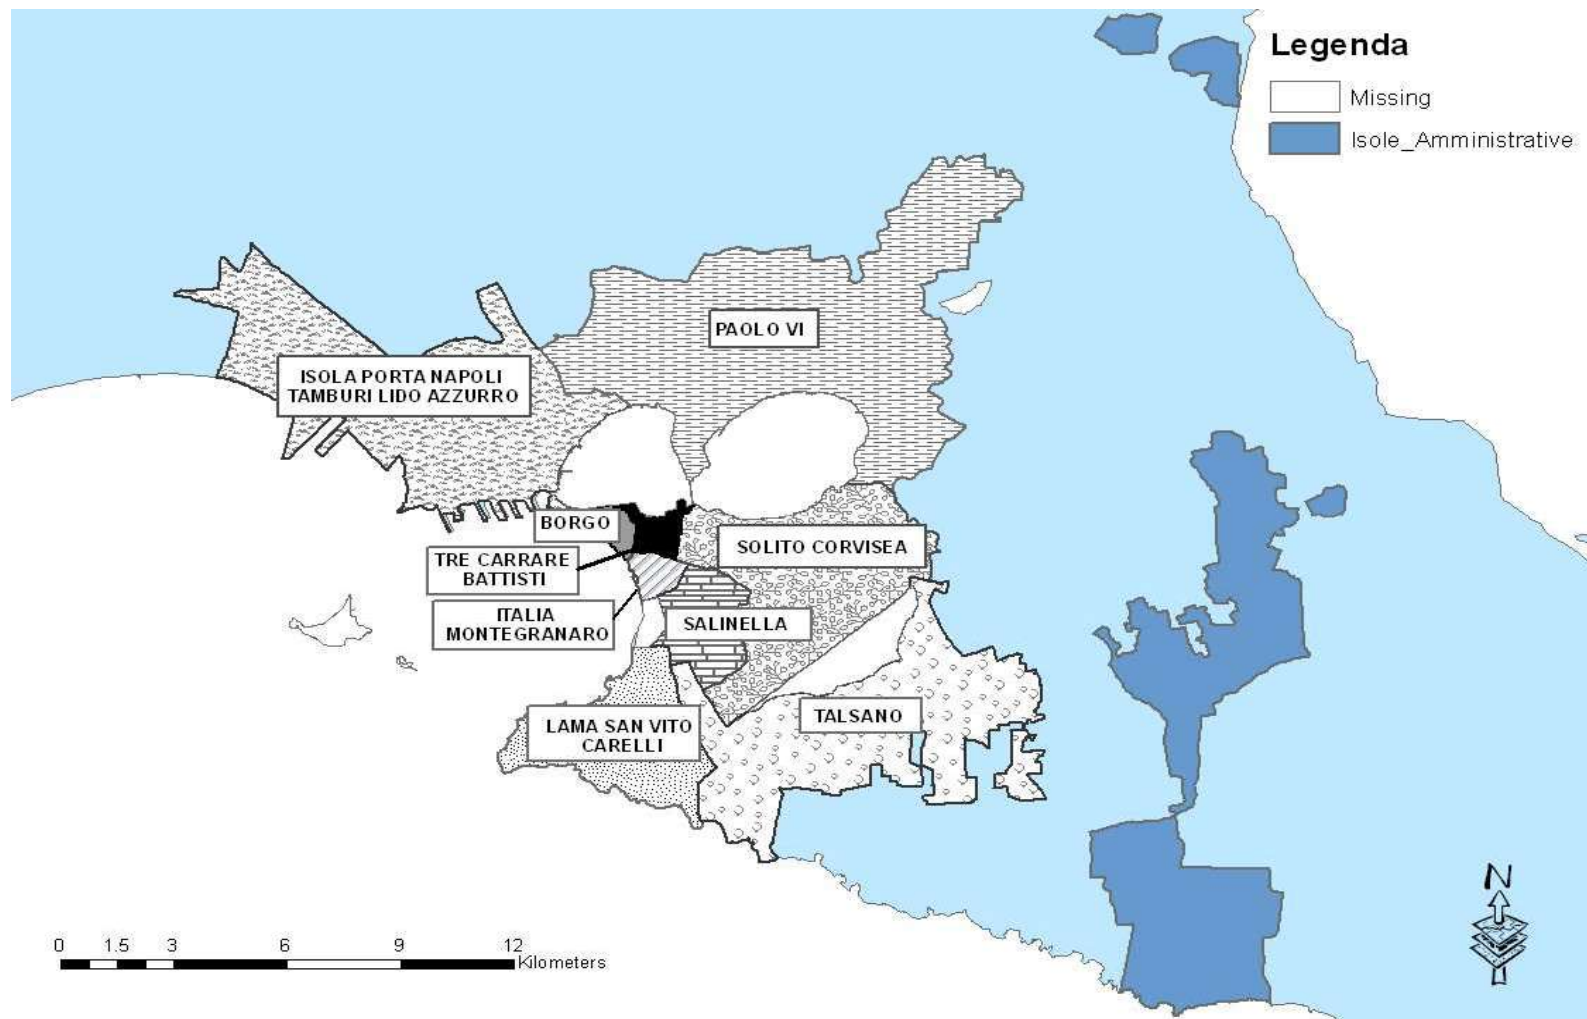 Legenda
Missing
Isole_Amministrative
PAOLO VI
ISOLA PORTA NAPOLI
TAMBURI LIDO AZZURRO
BORGO
SOLITO CORVISEA
TRE CARRARE
BATTISTI
ITALIA
MONTEGRANARO
SALINELLA
LAMA SAN VITO
CARELLI
TALSANO
N
0 1.5 3 6 9 12
Kilometers